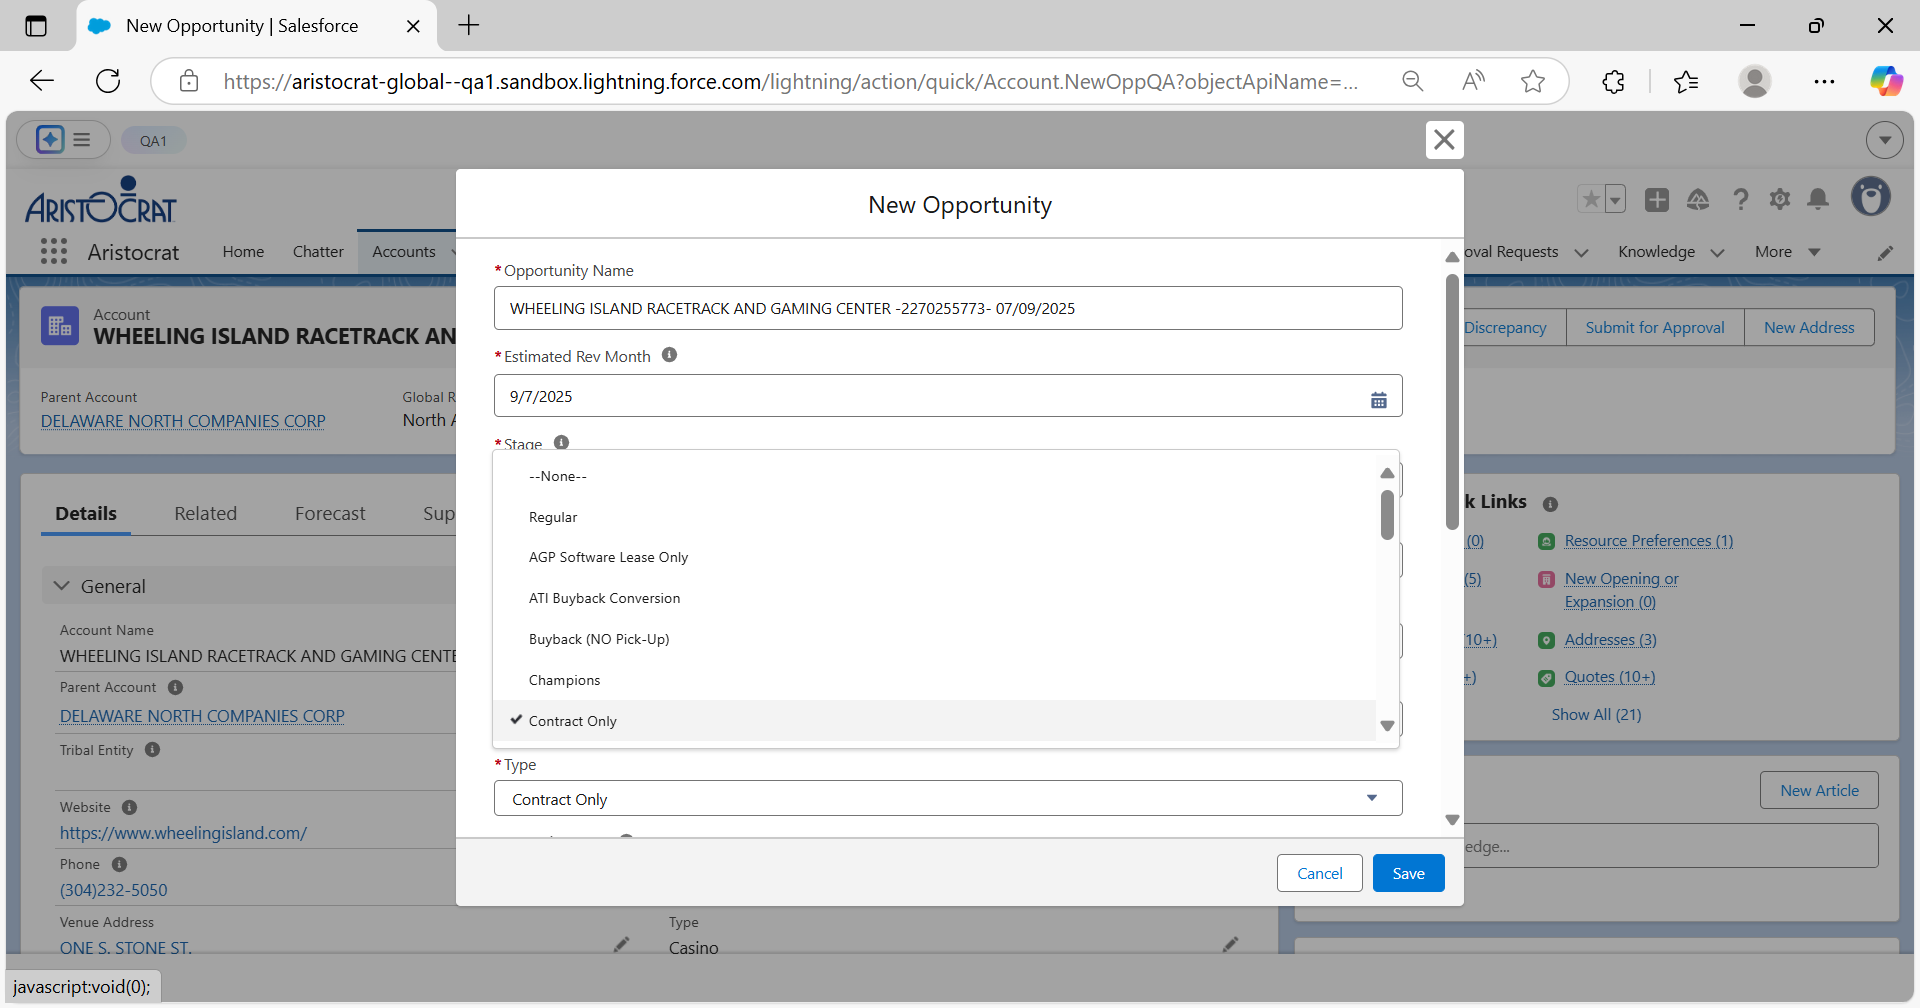 New Opportunity | Salesforce
https://aristocrat-global--qa1.sandbox.lightning.force.com/lightning/action/quick/Account.NewOppQA?objectApiName=...
QA1
ARISTOCRAT
Aristocrat
Home
Chatter
Accounts
oval Requests
Knowledge
More
Account
WHEELING ISLAND RACETRACK AN
Discrepancy
Submit for Approval
New Address
Parent Account
DELAWARE NORTH COMPANIES CORP
Global R
North A
Details
Related
Forecast
Sup
General
Account Name
WHEELING ISLAND RACETRACK AND GAMING CENTE
Parent Account
DELAWARE NORTH COMPANIES CORP
Tribal Entity
Website
https://www.wheelingisland.com/
Phone
(304)232-5050
Venue Address
ONE S. STONE ST.
Type
Casino
New Opportunity
*Opportunity Name
WHEELING ISLAND RACETRACK AND GAMING CENTER -2270255773- 07/09/2025
*Estimated Rev Month
9/7/2025
*Stage
--None--
Regular
AGP Software Lease Only
ATI Buyback Conversion
Buyback (NO Pick-Up)
Champions
Contract Only
*Type
Contract Only
Cancel
Save
k Links
(0)
Resource Preferences (1)
(5)
New Opening or
Expansion (0)
10+)
Addresses (3)
+)
Quotes (10+)
Show All (21)
New Article
edge...
javascript:void(0);